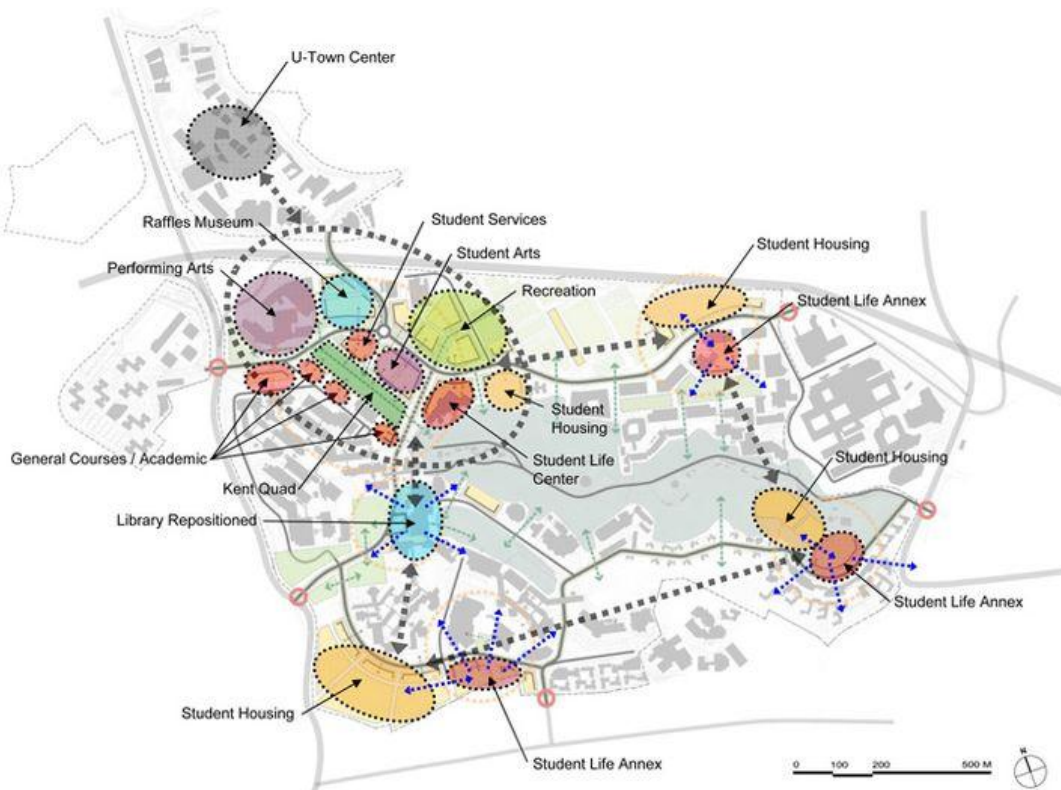 U-Town Center
Raffles Museum
Student Services
Student Housing
Student Arts
Performing Arts
Recreation
Student Life Annex
Student
Housing
General Courses / Academic
Student Life
Center
Student Housing
Kent Quad
Library Repositioned
Student Life Annex
Student Housing
Student Life Annex
N
0 100 200 500 M